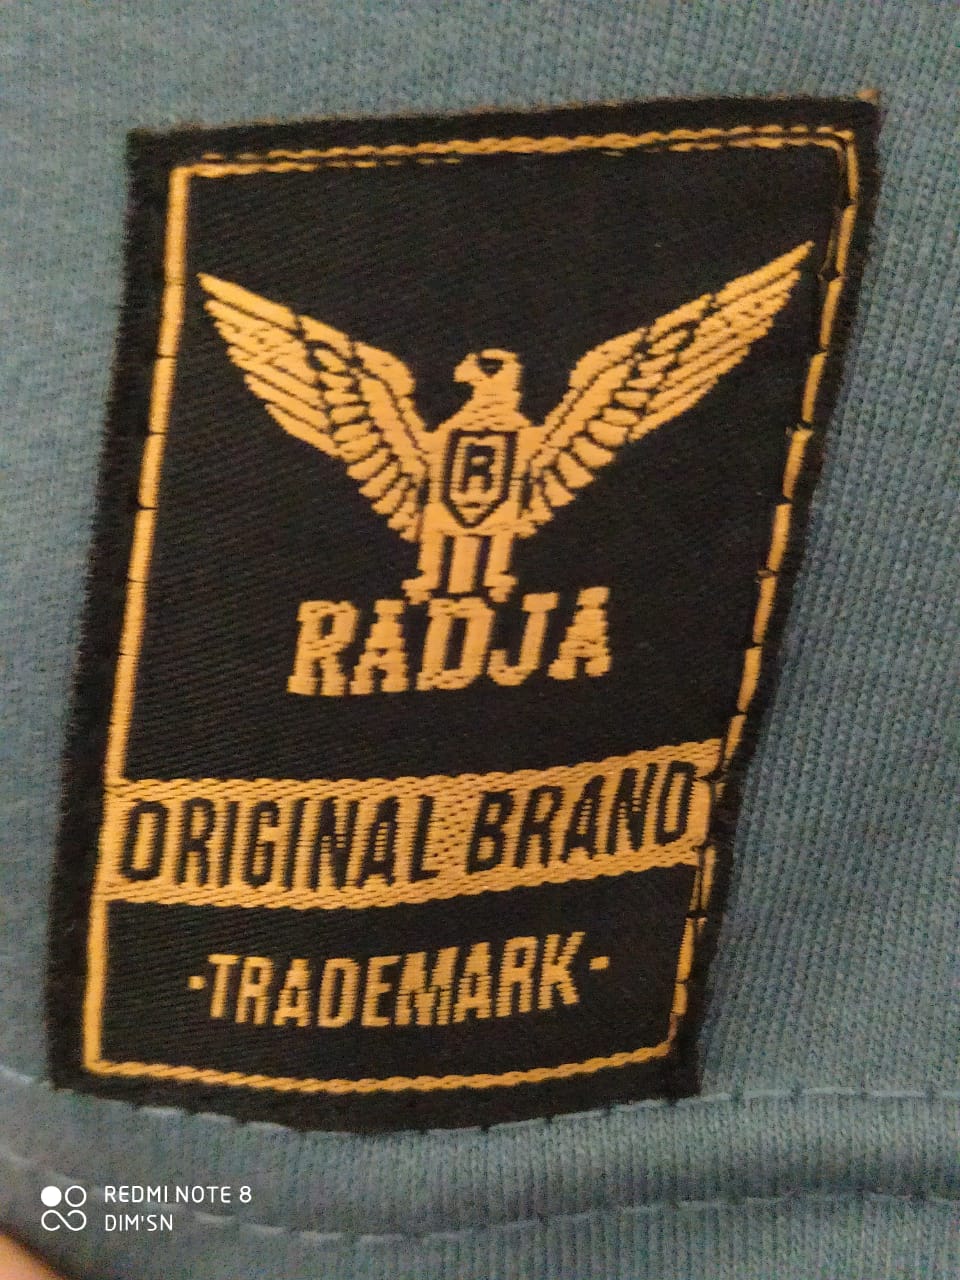 R
RADJA
ORIGINAL BRAND
·TRADEMARK·
REDMI NOTE 8
DIM'SN